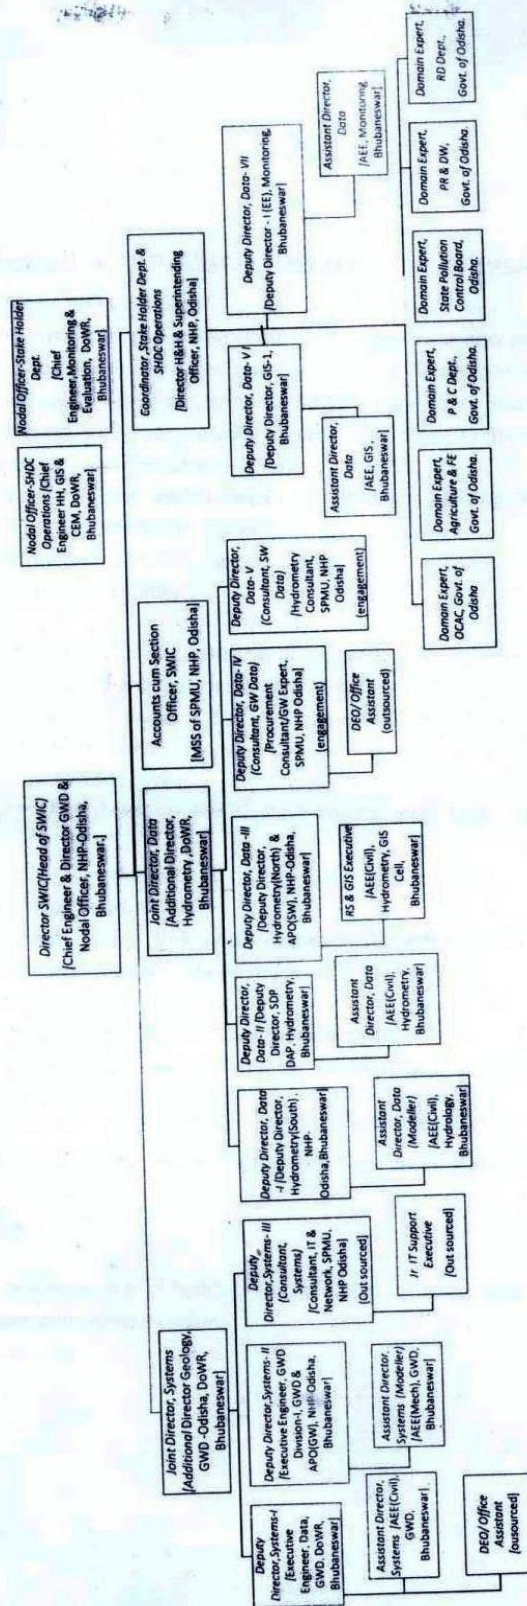 Director SWIC[Head of SWIC]
[Chief Engineer & Director GWD &
Nodal Officer, NHP-Odisha,
Bhubaneswar.]
Nodal Officer-SHDC
Operations [Chief
Engineer HH, GIS &
CEM, DoWR,
Bhubaneswar]
Nodal Officer-Stake Holder
Dept.
[Chief
Engineer,Monitoring &
Evaluation, DoWR,
Bhubaneswar]
Joint Director, Systems
[Additional Director Geology,
GWD -Odisha, DoWR,
Bhubaneswar]
Joint Director, Data
[Additional Director,
Hydrometry ,DoWR,
Bhubaneswar]
Accounts cum Section
Officer, SWIC
[MSS of SPMU, NHP, Odisha]
Coordinator ,Stake Holder Dept. &
SHDC Operations
[Director H&H & Superintending
Officer, NHP, Odisha]
Deputy
Director,Systems-I
[Executive
Engineer, Data,
GWD, DoWR,
Bhubaneswar]
Deputy Director,Systems- II
[Executive Engineer, GWD
Division-I, GWD &
APO(GW), NHP-Odisha,
Bhubaneswar]
Deputy
Director,Systems- III
(Consultant,
Systems)
[Consultant, IT &
Network, SPMU,
NHP Odisha]
(Out sourced)
Deputy Director, Data
-I [Deputy Director,
Hydrometry(South),
NHP-
Odisha,Bhubaneswar]
Deputy Director,
Data- II [Deputy
Director, SDP
DAP, Hydrometry,
Bhubaneswar]
Deputy Director, Data -III
[Deputy Director,
Hydrometry(North) &
APO(SW), NHP-Odisha,
Bhubaneswar]
Deputy Director, Data-IV
(Consultant, GW Data)
[Procurement
Consultant/GW Expert,
SPMU, NHP Odisha]
(engagement)
Deputy Director,
Data- V
(Consultant, SW
Data)
[Hydrometry
Consultant,
SPMU, NHP
Odisha]
(engagement)
Deputy Director, Data-VI
[Deputy Director, GIS-1,
Bhubaneswar]
Deputy Director, Data- VII
[Deputy Director - I (EE), Monitoring,
Bhubaneswar]
Assistant Director,
Systems [AEE(Civil),
GWD,
Bhubaneswar]
Assistant Director,
Systems (Modeller)
[AEE(Mech), GWD,
Bhubaneswar]
Jr IT Support
Executive
[Out sourced]
Assistant
Director, Data
(Modeller)
[AEE(Civil),
Hydrology,
Bhubaneswar]
Assistant
Director, Data
[AEE(Civil),
Hydrometry,
Bhubaneswar]
RS & GIS Executive
[AEE(Civil),
Hydrometry, GIS
Cell,
Bhubaneswar]
DEO/ Office
Assistant
(outsourced)
Assistant Director,
Data
[AEE, GIS ,
Bhubaneswar]
Assistant Director,
Data
[AEE, Monitoring,
Bhubaneswar]
DEO/ Office
Assistant
[ousourced]
Domain Expert,
OCAC, Govt. of
Odisha
Domain Expert,
Agriculture & FE
Govt. of Odisha.
Domain Expert,
P & C Dept.,
Govt. of Odisha.
Domain Expert,
State Pollution
Control Board,
Odisha.
Domain Expert,
PR & DW,
Govt. of Odisha.
Domain Expert,
RD Dept.,
Govt. of Odisha.